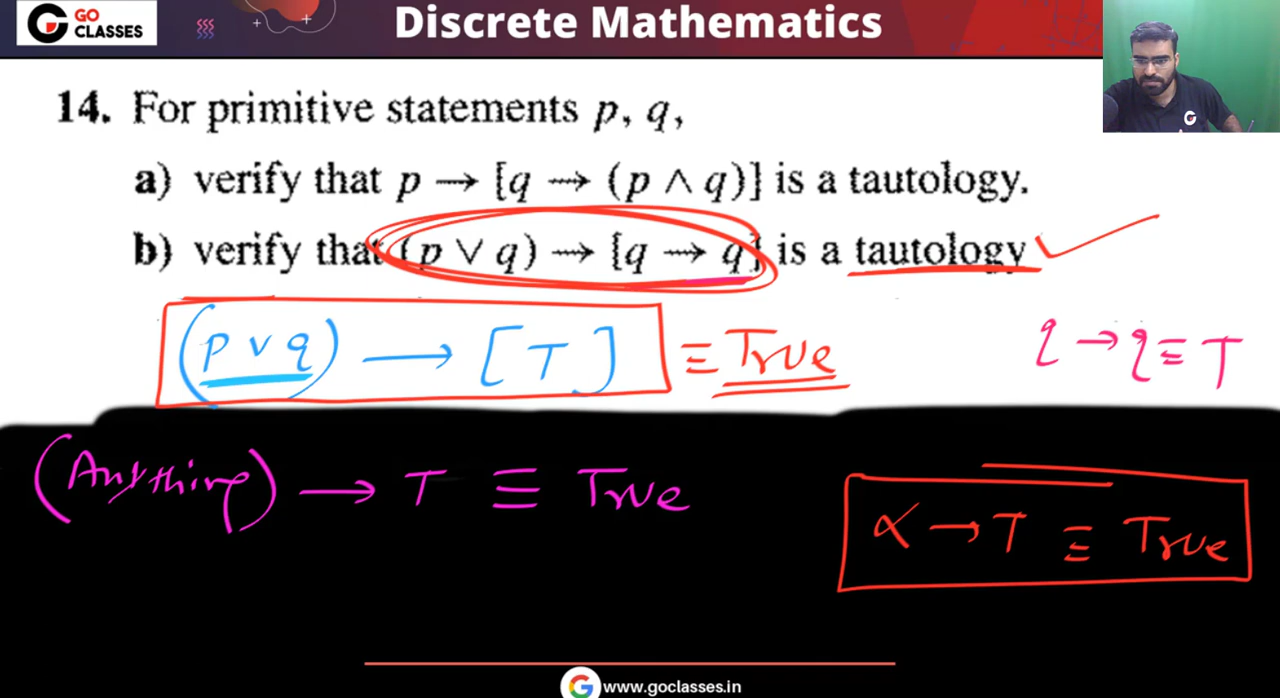 GO
CLASSES
Discrete Mathematics
14. For primitive statements p, q,
a) verify that p → [q → (p ∧ q)] is a tautology.
b) verify that (p ∨ q) → [q → q] is a tautology
(p ∨ q) → [T] ≡ True
q → q ≡ T
(Anything) → T ≡ True
α → T ≡ True
www.goclasses.in